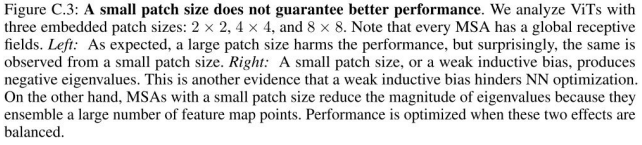 Figure C.3: A small patch size does not guarantee better performance. We analyze ViTs with
three embedded patch sizes: 2 × 2, 4 × 4, and 8 × 8. Note that every MSA has a global receptive
fields. Left: As expected, a large patch size harms the performance, but surprisingly, the same is
observed from a small patch size. Right: A small patch size, or a weak inductive bias, produces
negative eigenvalues. This is another evidence that a weak inductive bias hinders NN optimization.
On the other hand, MSAs with a small patch size reduce the magnitude of eigenvalues because they
ensemble a large number of feature map points. Performance is optimized when these two effects are
balanced.